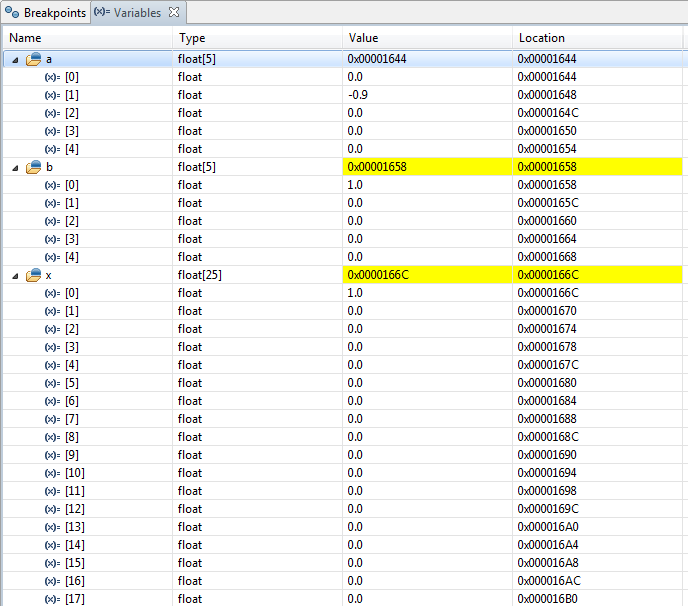 Breakpoints (x)= Variables
Name Type Value Location
a float[5] 0x00001644 0x00001644
(x)= [0] float 0.0 0x00001644
(x)= [1] float -0.9 0x00001648
(x)= [2] float 0.0 0x0000164C
(x)= [3] float 0.0 0x00001650
(x)= [4] float 0.0 0x00001654
b float[5] 0x00001658 0x00001658
(x)= [0] float 1.0 0x00001658
(x)= [1] float 0.0 0x0000165C
(x)= [2] float 0.0 0x00001660
(x)= [3] float 0.0 0x00001664
(x)= [4] float 0.0 0x00001668
x float[25] 0x0000166C 0x0000166C
(x)= [0] float 1.0 0x0000166C
(x)= [1] float 0.0 0x00001670
(x)= [2] float 0.0 0x00001674
(x)= [3] float 0.0 0x00001678
(x)= [4] float 0.0 0x0000167C
(x)= [5] float 0.0 0x00001680
(x)= [6] float 0.0 0x00001684
(x)= [7] float 0.0 0x00001688
(x)= [8] float 0.0 0x0000168C
(x)= [9] float 0.0 0x00001690
(x)= [10] float 0.0 0x00001694
(x)= [11] float 0.0 0x00001698
(x)= [12] float 0.0 0x0000169C
(x)= [13] float 0.0 0x000016A0
(x)= [14] float 0.0 0x000016A4
(x)= [15] float 0.0 0x000016A8
(x)= [16] float 0.0 0x000016AC
(x)= [17] float 0.0 0x000016B0